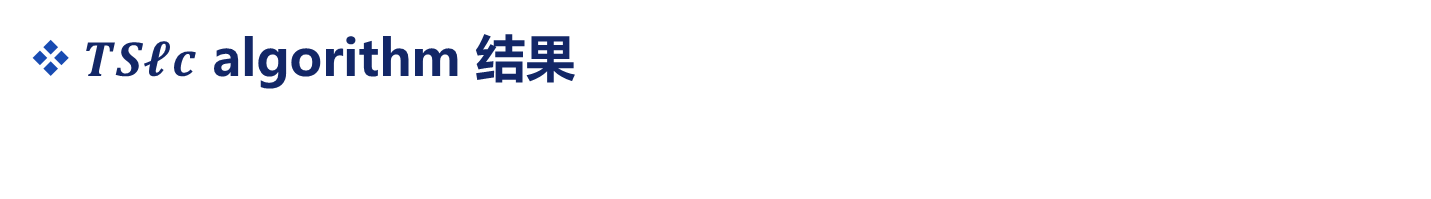 ❖ 𝑇𝑆ℓ𝑐 algorithm 结果